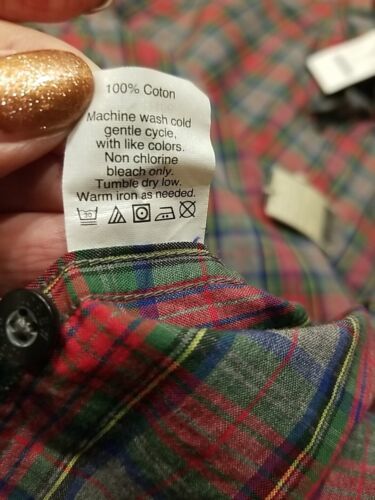 100% Coton
Machine wash cold
gentle cycle,
with like colors.
Non chlorine
bleach only.
Tumble dry low.
Warm iron as needed.